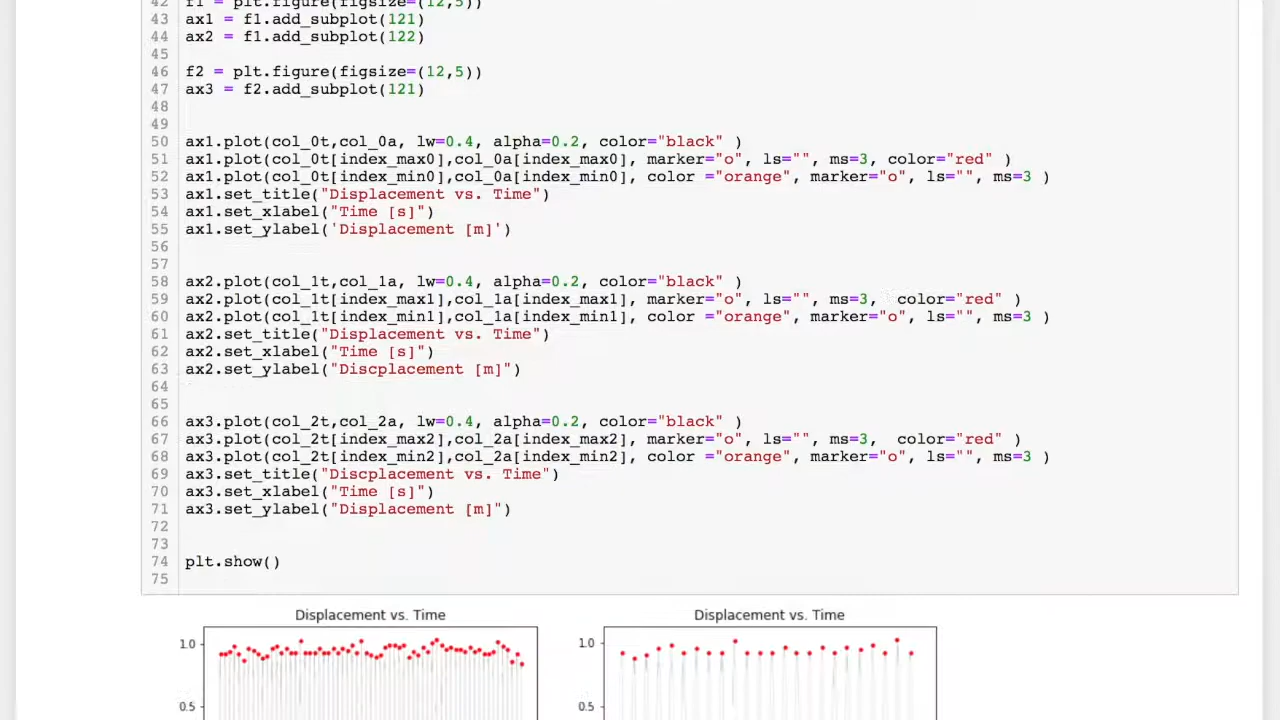 42 f1 = plt.figure(figsize=(12,5))
43 ax1 = f1.add_subplot(121)
44 ax2 = f1.add_subplot(122)
45
46 f2 = plt.figure(figsize=(12,5))
47 ax3 = f2.add_subplot(121)
48
49
50 ax1.plot(col_0t,col_0a, lw=0.4, alpha=0.2, color="black" )
51 ax1.plot(col_0t[index_max0],col_0a[index_max0], marker="o", ls="", ms=3, color="red" )
52 ax1.plot(col_0t[index_min0],col_0a[index_min0], color ="orange", marker="o", ls="", ms=3 )
53 ax1.set_title("Displacement vs. Time")
54 ax1.set_xlabel("Time [s]")
55 ax1.set_ylabel('Displacement [m]')
56
57
58 ax2.plot(col_1t,col_1a, lw=0.4, alpha=0.2, color="black" )
59 ax2.plot(col_1t[index_max1],col_1a[index_max1], marker="o", ls="", ms=3,  color="red" )
60 ax2.plot(col_1t[index_min1],col_1a[index_min1], color ="orange", marker="o", ls="", ms=3 )
61 ax2.set_title("Displacement vs. Time")
62 ax2.set_xlabel("Time [s]")
63 ax2.set_ylabel("Discplacement [m]")
64
65
66 ax3.plot(col_2t,col_2a, lw=0.4, alpha=0.2, color="black" )
67 ax3.plot(col_2t[index_max2],col_2a[index_max2], marker="o", ls="", ms=3,  color="red" )
68 ax3.plot(col_2t[index_min2],col_2a[index_min2], color ="orange", marker="o", ls="", ms=3 )
69 ax3.set_title("Discplacement vs. Time")
70 ax3.set_xlabel("Time [s]")
71 ax3.set_ylabel("Displacement [m]")
72
73
74 plt.show()
75
Displacement vs. Time
1.0
0.5
Displacement vs. Time
1.0
0.5